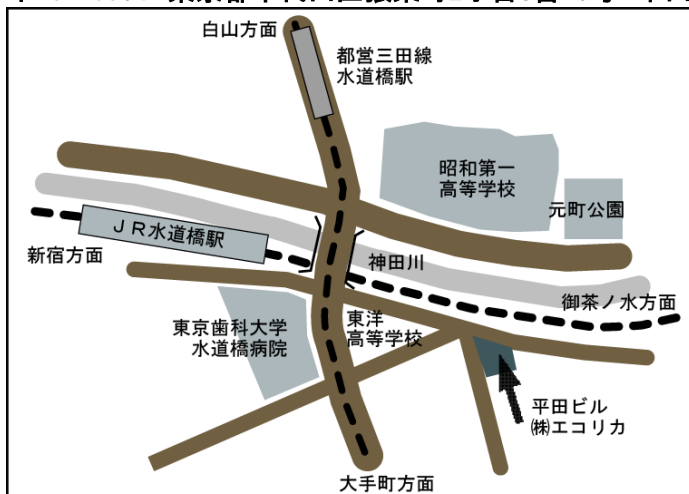 白山方面
都営三田線
水道橋駅
昭和第一
高等学校
元町公園
JR水道橋駅
新宿方面
神田川
御茶ノ水方面
東京歯科大学
水道橋病院
東洋
高等学校
平田ビル
㈱エコリカ
大手町方面